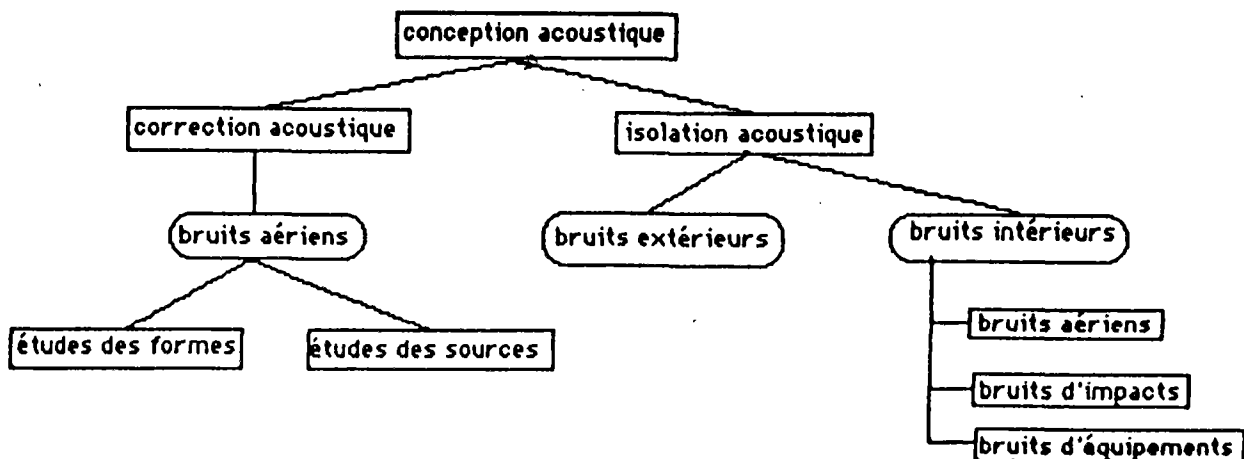 conception acoustique
correction acoustique
isolation acoustique
bruits aériens
bruits extérieurs
bruits intérieurs
études des formes
études des sources
bruits aériens
bruits d'impacts
bruits d'équipements